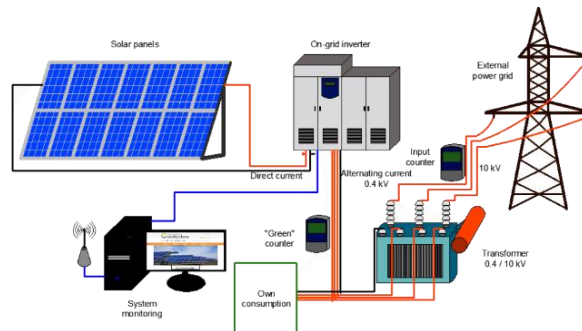 Solar panels
On-grid inverter
External
power grid
Input
counter
Direct current
Alternating current
0.4 kV
10 kV
"Green"
counter
Transformer
0.4 / 10 kV
Own
consumption
System
monitoring